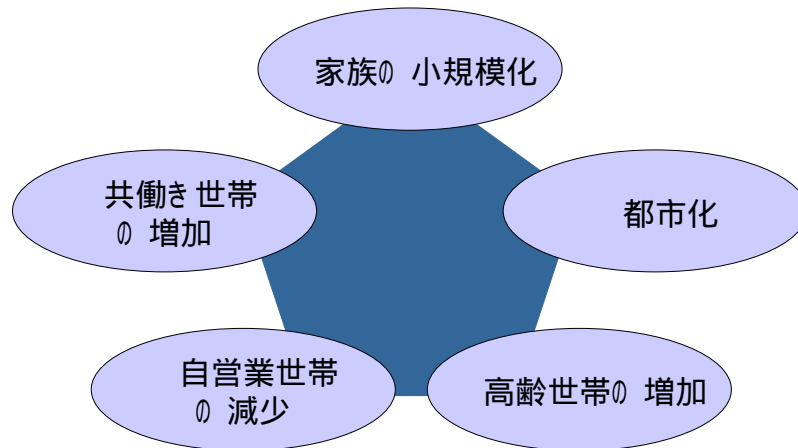 家族の 小規模化
共働き世帯
の 増加
都市化
自営業世帯
の 減少
高齢世帯の 増加